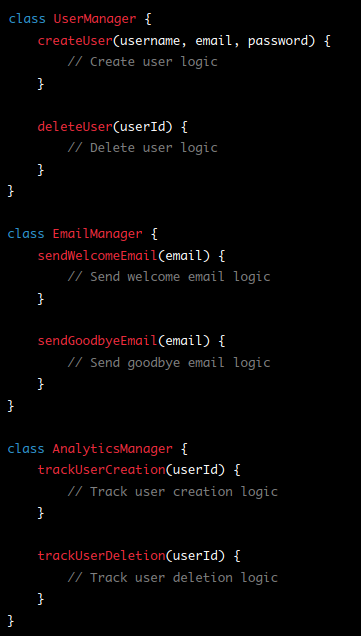 class UserManager {
    createUser(username, email, password) {
        // Create user logic
    }

    deleteUser(userId) {
        // Delete user logic
    }
}

class EmailManager {
    sendWelcomeEmail(email) {
        // Send welcome email logic
    }

    sendGoodbyeEmail(email) {
        // Send goodbye email logic
    }
}

class AnalyticsManager {
    trackUserCreation(userId) {
        // Track user creation logic
    }

    trackUserDeletion(userId) {
        // Track user deletion logic
    }
}